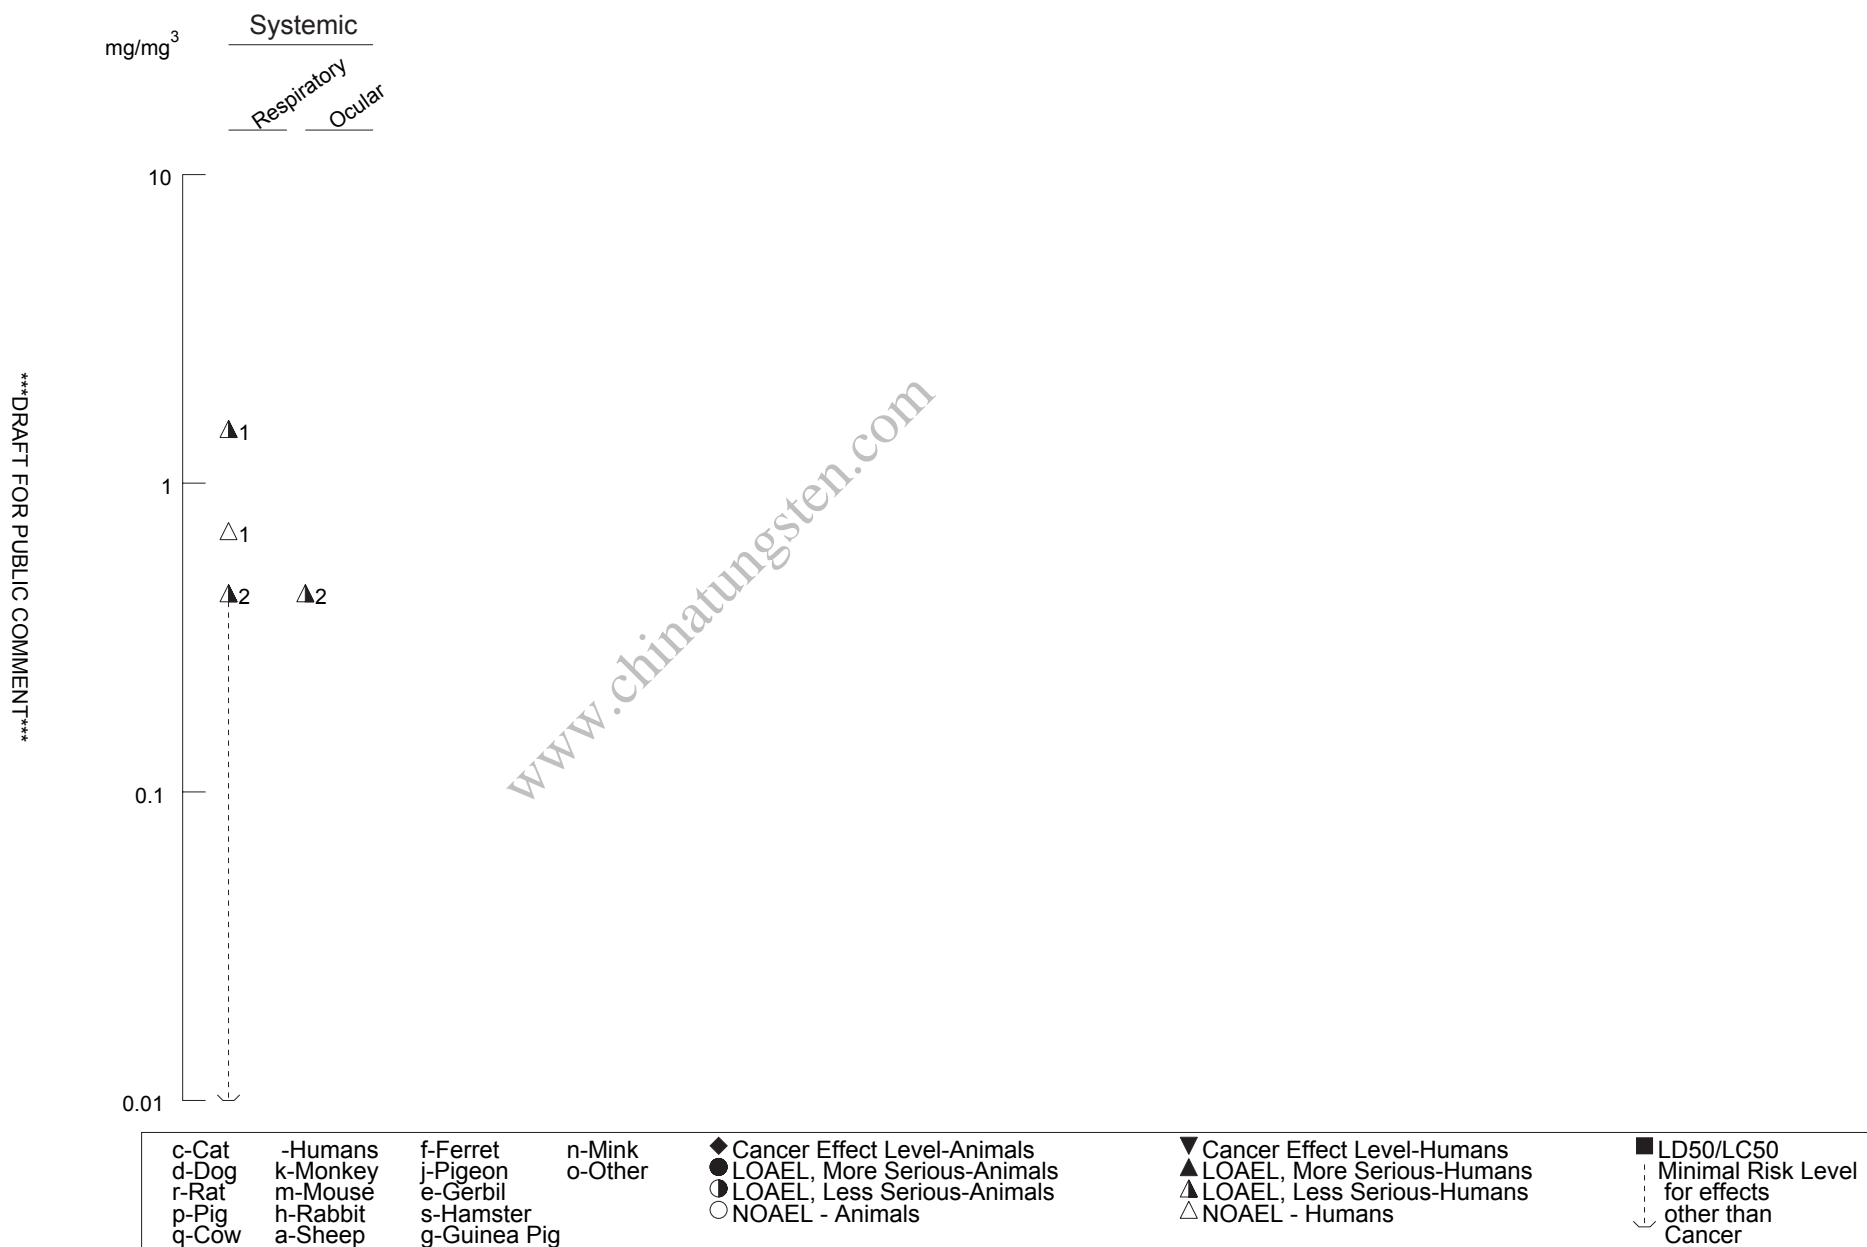 Systemic
mg/mg3
Respiratory
Ocular
10
1
1
1
2
2
0.1
0.01
***DRAFT FOR PUBLIC COMMENT***
www.chinatungsten.com
c-Cat -Humans f-Ferret n-Mink
d-Dog k-Monkey j-Pigeon o-Other
r-Rat m-Mouse e-Gerbil
p-Pig h-Rabbit s-Hamster
q-Cow a-Sheep g-Guinea Pig
Cancer Effect Level-Animals
LOAEL, More Serious-Animals
LOAEL, Less Serious-Animals
NOAEL - Animals
Cancer Effect Level-Humans
LOAEL, More Serious-Humans
LOAEL, Less Serious-Humans
NOAEL - Humans
LD50/LC50
Minimal Risk Level
for effects
other than
Cancer